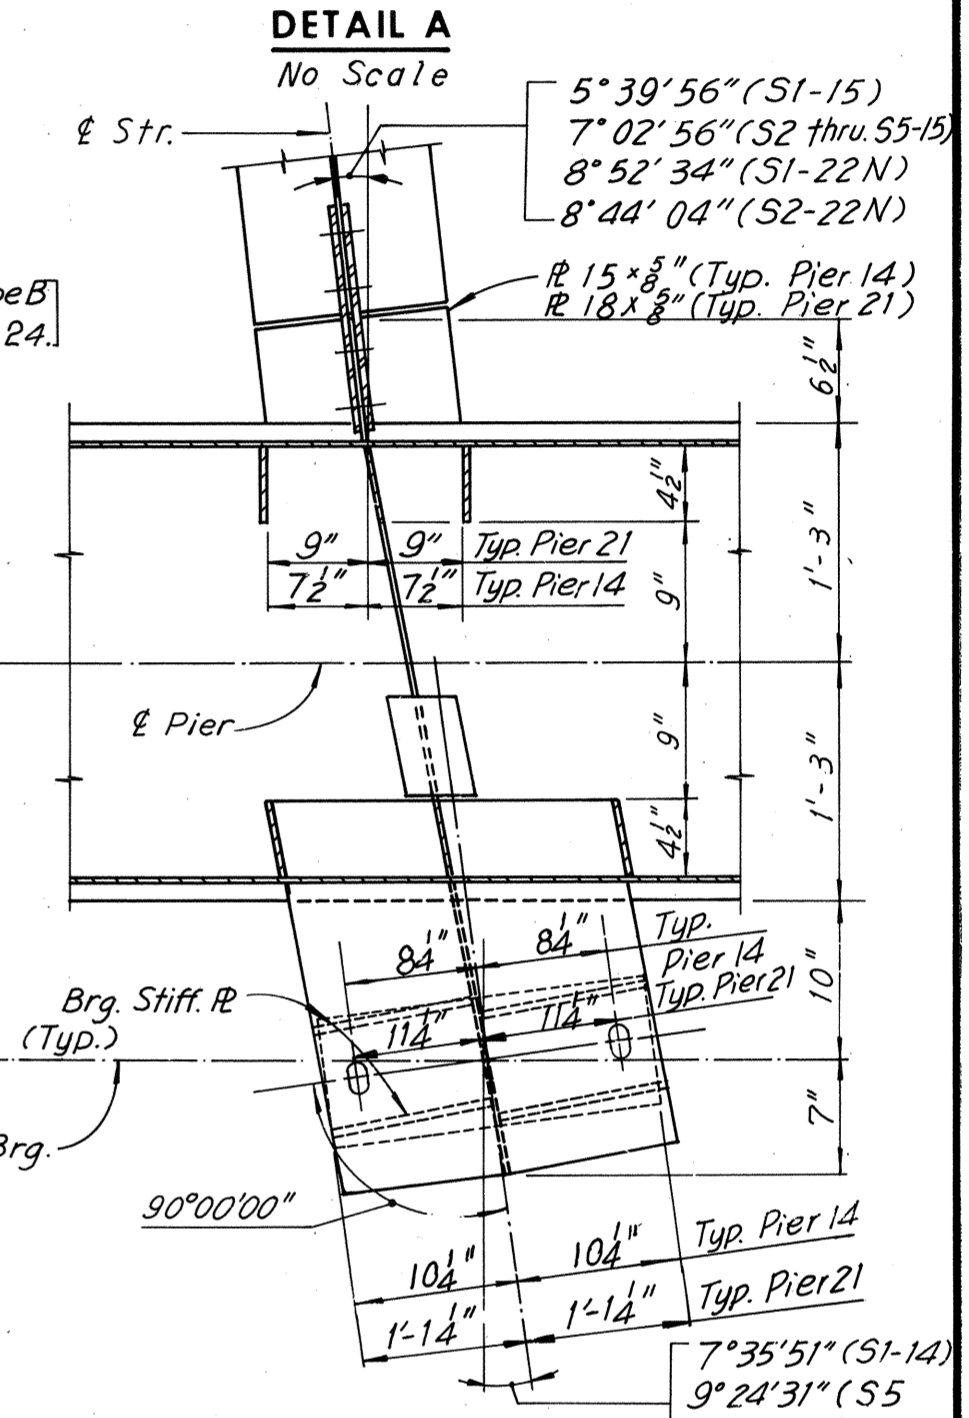 DETAIL A
No Scale
℄ Str.
5°39'56" (S1-15)
7°02'56" (S2 thru. S5-15)
8°52'34" (S1-22N)
8°44'04" (S2-22N)
℞ 15 x 5/8" (Typ. Pier 14)
℞ 18 x 5/8" (Typ. Pier 21)
24.]
6 1/2"
4 1/2"
1'-3"
9" 9" Typ. Pier 21
7 1/2" 7 1/2" Typ. Pier 14
9"
℄ Pier
9"
1'-3"
4 1/2"
8 1/4" 8 1/4" Typ. Pier 14
Typ. Pier 21
Brg. Stiff. ℞
(Typ.)
11 1/4" 11 1/4"
10"
7"
Brg.
90°00'00"
10 1/4" 10 1/4" Typ. Pier 14
1'-1 1/4" 1'-1 1/4" Typ. Pier 21
7°35'51" (S1-14)
9°24'31" (S5